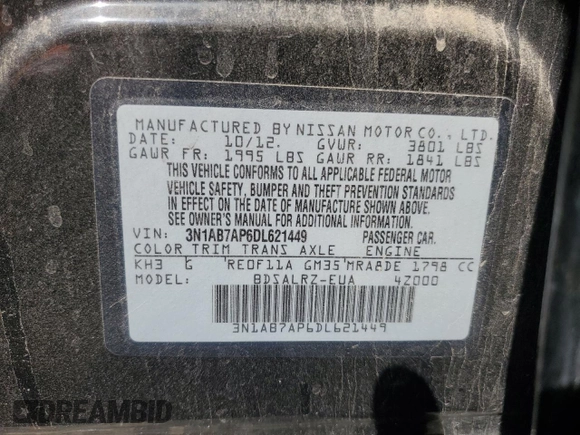 MANUFACTURED BY NISSAN MOTOR CO., LTD.
DATE: 10/12. GVWR: 3801 LBS
GAWR FR: 1995 LBS GAWR RR: 1841 LBS
THIS VEHICLE CONFORMS TO ALL APPLICABLE FEDERAL MOTOR
VEHICLE SAFETY, BUMPER AND THEFT PREVENTION STANDARDS
IN EFFECT ON THE DATE OF MANUFACTURE SHOWN ABOVE.
SEE OWNER'S MANUAL FOR ADDITIONAL INFORMATION.
VIN: 3N1AB7AP6DL621449 PASSENGER CAR.
COLOR TRIM TRANS AXLE ENGINE
KH3 G RE0F11A GM35 MRA8DE 1798 CC
MODEL: BDSALRZ-EUA 4Z000
3N1AB7AP6DL621449
DREAMBID